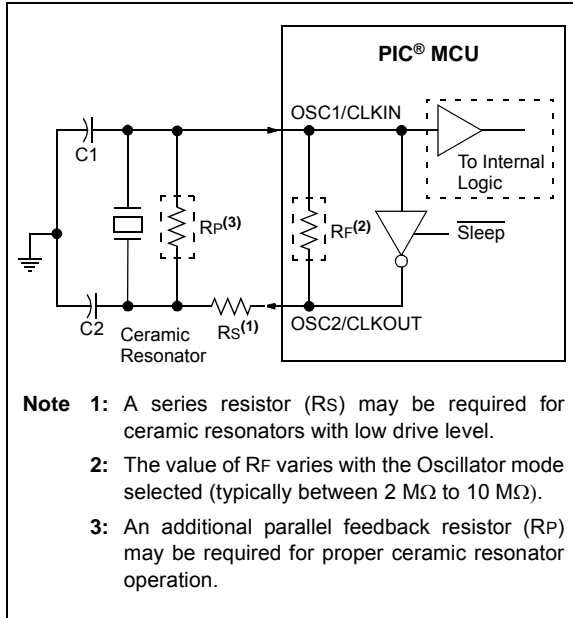 PIC® MCU
OSC1/CLKIN
C1
To Internal
Logic
RP(3)
RF(2)
Sleep
C2
Ceramic
Resonator
RS(1)
OSC2/CLKOUT
Note 1: A series resistor (RS) may be required for
ceramic resonators with low drive level.
2: The value of RF varies with the Oscillator mode
selected (typically between 2 MΩ to 10 MΩ).
3: An additional parallel feedback resistor (RP)
may be required for proper ceramic resonator
operation.